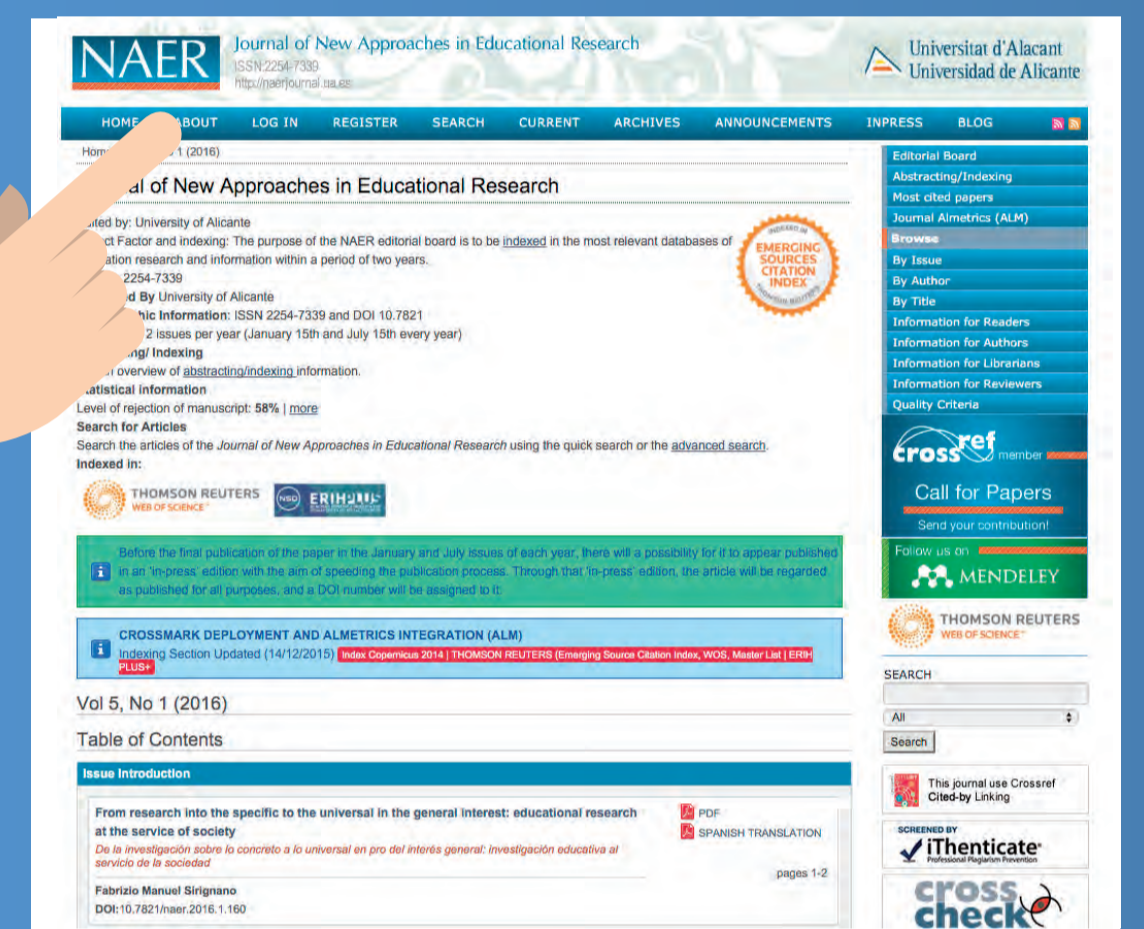 NAER
Journal of New Approaches in Educational Research
ISSN:2254-7339
http://naerjournal.ua.es
Universitat d'Alacant
Universidad de Alicante
HOME ABOUT LOG IN REGISTER SEARCH CURRENT ARCHIVES ANNOUNCEMENTS INPRESS BLOG
1 (2016)
of New Approaches in Educational Research
by: University of Alicante
Factor and indexing: The purpose of the NAER editorial board is to be indexed in the most relevant databases of
research and information within a period of two years.
2254-7339
By University of Alicante
Information: ISSN 2254-7339 and DOI 10.7821
2 issues per year (January 15th and July 15th every year)
Indexing
overview of abstracting/indexing information.
Statistical information
Level of rejection of manuscript: 58% | more
Search for Articles
Search the articles of the Journal of New Approaches in Educational Research using the quick search or the advanced search.
Indexed in:
INDEXED IN
EMERGING
SOURCES
CITATION
INDEX
THOMSON REUTERS
THOMSON REUTERS
WEB OF SCIENCE™
NSD ERIHPLUS
Before the final publication of the paper in the January and July issues of each year, there will a possibility for it to appear published
in an 'in-press' edition with the aim of speeding the publication process. Through that 'in-press' edition, the article will be regarded
as published for all purposes, and a DOI number will be assigned to it.
CROSSMARK DEPLOYMENT AND ALMETRICS INTEGRATION (ALM)
Indexing Section Updated (14/12/2015) Index Copernicus 2014 | THOMSON REUTERS (Emerging Source Citation Index, WOS, Master List | ERIH
PLUS+
Vol 5, No 1 (2016)
Table of Contents
Issue Introduction
From research into the specific to the universal in the general interest: educational research
at the service of society
De la investigación sobre lo concreto a lo universal en pro del interés general: investigación educativa al
servicio de la sociedad
PDF
SPANISH TRANSLATION
pages 1-2
Fabrizio Manuel Sirignano
DOI:10.7821/naer.2016.1.160
Editorial Board
Abstracting/Indexing
Most cited papers
Journal Almetrics (ALM)
Browse
By Issue
By Author
By Title
Information for Readers
Information for Authors
Information for Librarians
Information for Reviewers
Quality Criteria
crossref member
Call for Papers
Send your contribution!
Follow us on
MENDELEY
THOMSON REUTERS
WEB OF SCIENCE™
SEARCH
All
Search
This journal use Crossref
Cited-by Linking
SCREENED BY
iThenticate®
Professional Plagiarism Prevention
cross
check